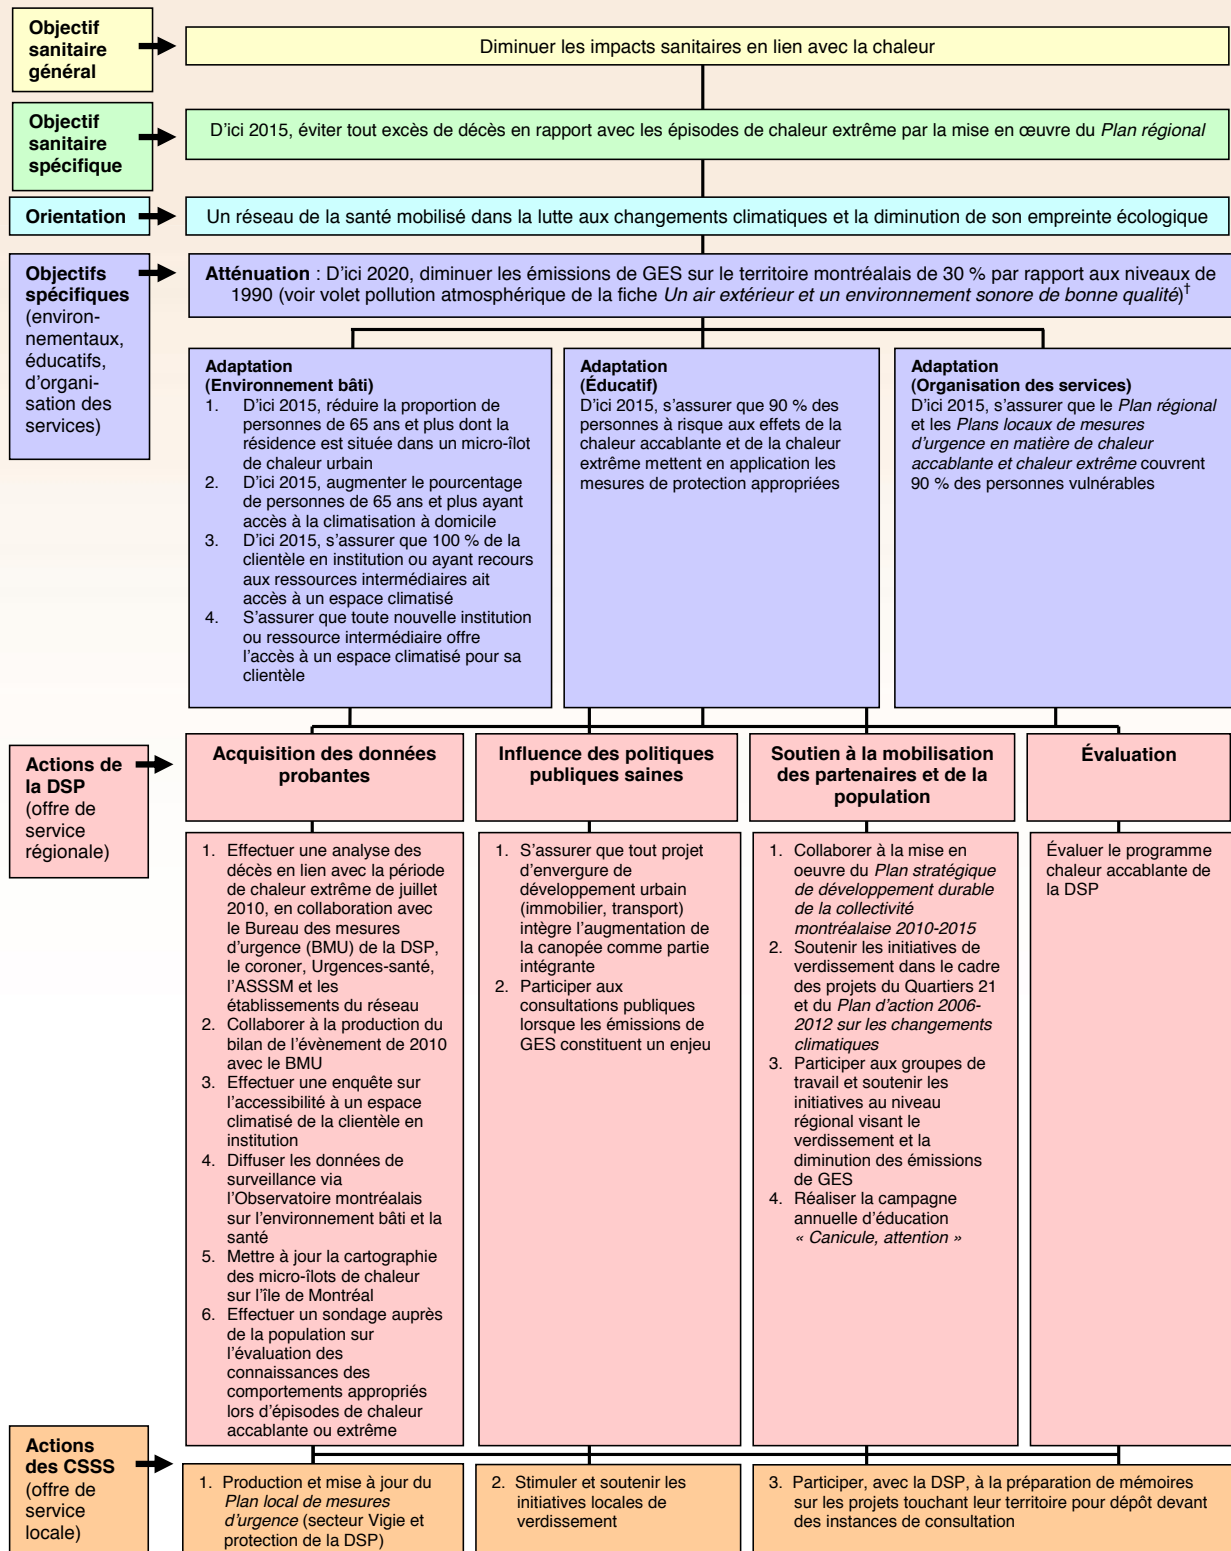 Objectif
sanitaire
général
Diminuer les impacts sanitaires en lien avec la chaleur
Objectif
sanitaire
spécifique
D'ici 2015, éviter tout excès de décès en rapport avec les épisodes de chaleur extrême par la mise en œuvre du Plan régional
Orientation
Un réseau de la santé mobilisé dans la lutte aux changements climatiques et la diminution de son empreinte écologique
Objectifs
spécifiques
(environ-
nementaux,
éducatifs,
d'organi-
sation des
services)
Atténuation : D'ici 2020, diminuer les émissions de GES sur le territoire montréalais de 30 % par rapport aux niveaux de
1990 (voir volet pollution atmosphérique de la fiche Un air extérieur et un environnement sonore de bonne qualité)†
Adaptation
(Environnement bâti)
1. D'ici 2015, réduire la proportion de
personnes de 65 ans et plus dont la
résidence est située dans un micro-îlot
de chaleur urbain
2. D'ici 2015, augmenter le pourcentage
de personnes de 65 ans et plus ayant
accès à la climatisation à domicile
3. D'ici 2015, s'assurer que 100 % de la
clientèle en institution ou ayant recours
aux ressources intermédiaires ait
accès à un espace climatisé
4. S'assurer que toute nouvelle institution
ou ressource intermédiaire offre
l'accès à un espace climatisé pour sa
clientèle
Adaptation
(Éducatif)
D'ici 2015, s'assurer que 90 % des
personnes à risque aux effets de la
chaleur accablante et de la chaleur
extrême mettent en application les
mesures de protection appropriées
Adaptation
(Organisation des services)
D'ici 2015, s'assurer que le Plan régional
et les Plans locaux de mesures
d'urgence en matière de chaleur
accablante et chaleur extrême couvrent
90 % des personnes vulnérables
Actions de
la DSP
(offre de
service
régionale)
Acquisition des données
probantes
Influence des politiques
publiques saines
Soutien à la mobilisation
des partenaires et de la
population
Évaluation
1. Effectuer une analyse des
décès en lien avec la période
de chaleur extrême de juillet
2010, en collaboration avec
le Bureau des mesures
d'urgence (BMU) de la DSP,
le coroner, Urgences-santé,
l'ASSSM et les
établissements du réseau
2. Collaborer à la production du
bilan de l'évènement de 2010
avec le BMU
3. Effectuer une enquête sur
l'accessibilité à un espace
climatisé de la clientèle en
institution
4. Diffuser les données de
surveillance via
l'Observatoire montréalais
sur l'environnement bâti et la
santé
5. Mettre à jour la cartographie
des micro-îlots de chaleur
sur l'île de Montréal
6. Effectuer un sondage auprès
de la population sur
l'évaluation des
connaissances des
comportements appropriés
lors d'épisodes de chaleur
accablante ou extrême
1. S'assurer que tout projet
d'envergure de
développement urbain
(immobilier, transport)
intègre l'augmentation de
la canopée comme partie
intégrante
2. Participer aux
consultations publiques
lorsque les émissions de
GES constituent un enjeu
1. Collaborer à la mise en
oeuvre du Plan stratégique
de développement durable
de la collectivité
montréalaise 2010-2015
2. Soutenir les initiatives de
verdissement dans le cadre
des projets du Quartiers 21
et du Plan d'action 2006-
2012 sur les changements
climatiques
3. Participer aux groupes de
travail et soutenir les
initiatives au niveau
régional visant le
verdissement et la
diminution des émissions
de GES
4. Réaliser la campagne
annuelle d'éducation
« Canicule, attention »
Évaluer le programme
chaleur accablante de
la DSP
Actions
des CSSS
(offre de
service
locale)
1. Production et mise à jour du
Plan local de mesures
d'urgence (secteur Vigie et
protection de la DSP)
2. Stimuler et soutenir les
initiatives locales de
verdissement
3. Participer, avec la DSP, à la préparation de mémoires
sur les projets touchant leur territoire pour dépôt devant
des instances de consultation